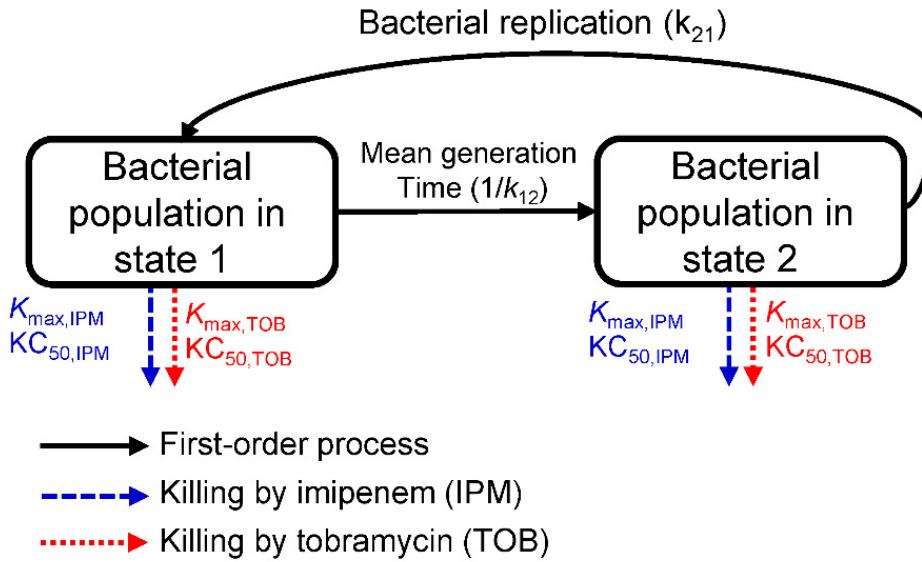 Bacterial replication (k21)
Bacterial
population in
state 1
Mean generation
Time (1/k12)
Bacterial
population in
state 2
Kmax,IPM
KC50,IPM
Kmax,TOB
KC50,TOB
Kmax,IPM
KC50,IPM
Kmax,TOB
KC50,TOB
First-order process
Killing by imipenem (IPM)
Killing by tobramycin (TOB)